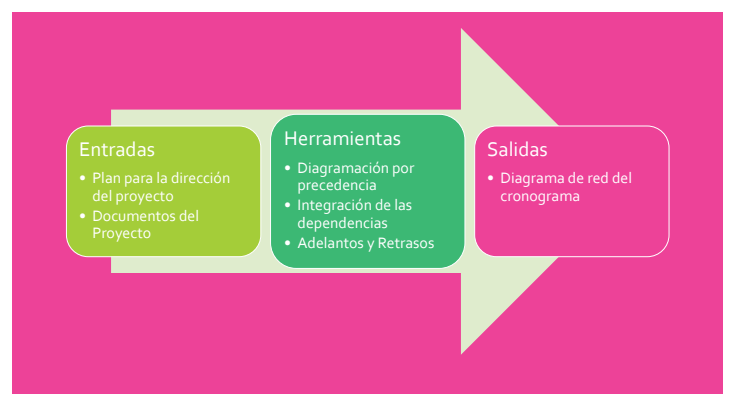 Entradas
• Plan para la dirección
del proyecto
• Documentos del
Proyecto
Herramientas
• Diagramación por
precedencia
• Integración de las
dependencias
• Adelantos y Retrasos
Salidas
• Diagrama de red del
cronograma